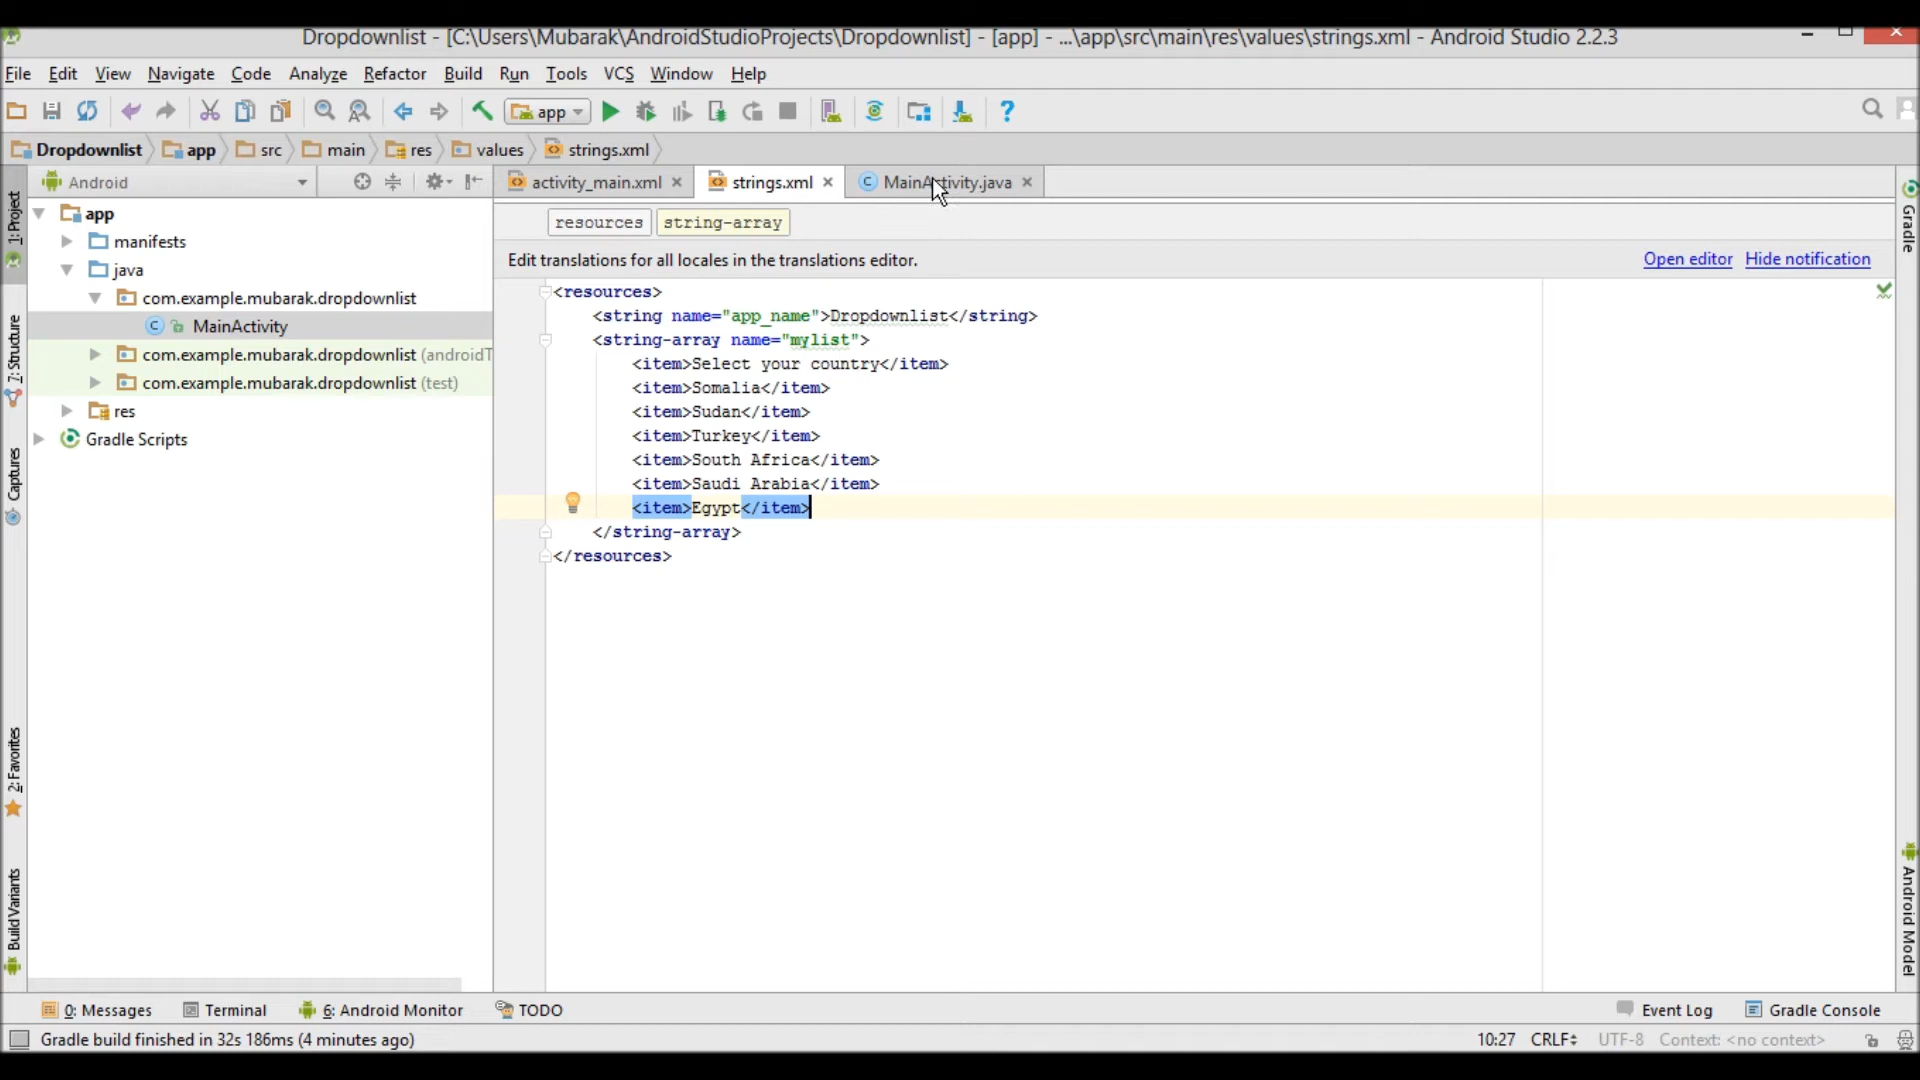 Dropdownlist - [C:\Users\Mubarak\AndroidStudioProjects\Dropdownlist] - [app] - ...\app\src\main\res\values\strings.xml - Android Studio 2.2.3
File Edit View Navigate Code Analyze Refactor Build Run Tools VCS Window Help
app
Dropdownlist app src main res values strings.xml
Android
activity_main.xml strings.xml MainActivity.java
1: Project
7: Structure
Captures
2: Favorites
Build Variants
app
manifests
java
com.example.mubarak.dropdownlist
MainActivity
com.example.mubarak.dropdownlist (androidT
com.example.mubarak.dropdownlist (test)
res
Gradle Scripts
resources string-array
Edit translations for all locales in the translations editor. Open editor Hide notification
<resources>
<string name="app_name">Dropdownlist</string>
<string-array name="mylist">
<item>Select your country</item>
<item>Somalia</item>
<item>Sudan</item>
<item>Turkey</item>
<item>South Africa</item>
<item>Saudi Arabia</item>
<item>Egypt</item>
</string-array>
</resources>
Gradle
Android Model
0: Messages Terminal 6: Android Monitor TODO Event Log Gradle Console
Gradle build finished in 32s 186ms (4 minutes ago) 10:27 CRLF UTF-8 Context: <no context>